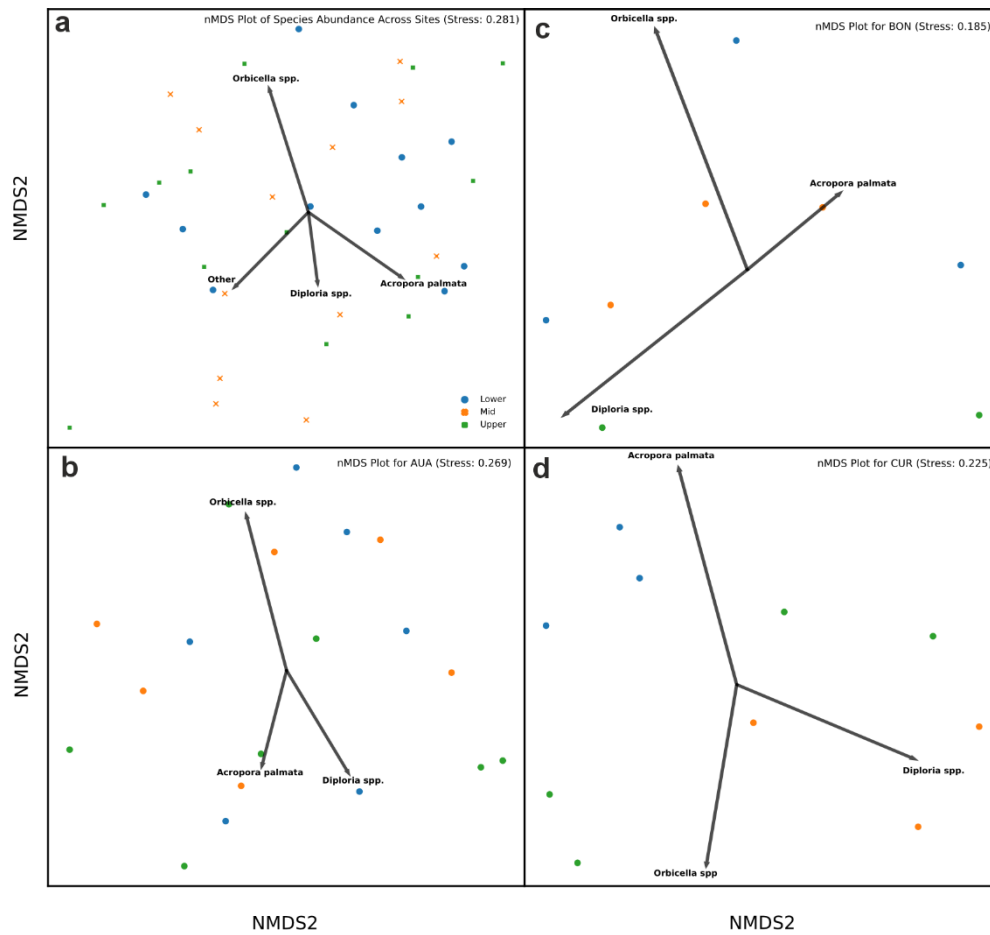 a
nMDS Plot of Species Abundance Across Sites (Stress: 0.281)
Orbicella spp.
Other
Diploria spp.
Acropora palmata
Lower
Mid
Upper
NMDS2
c
nMDS Plot for BON (Stress: 0.185)
Orbicella spp.
Acropora palmata
Diploria spp.
b
nMDS Plot for AUA (Stress: 0.269)
Orbicella spp.
Acropora palmata
Diploria spp.
NMDS2
NMDS2
d
nMDS Plot for CUR (Stress: 0.225)
Acropora palmata
Diploria spp.
Orbicella spp
NMDS2